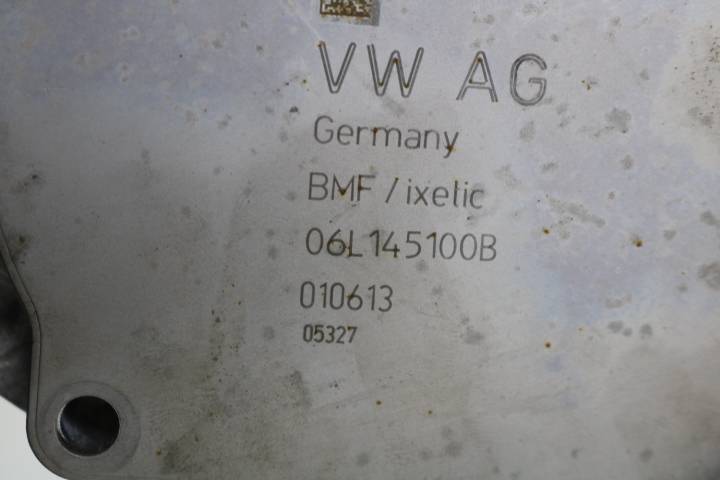 VW AG
Germany
BMF / ixetic
06L145100B
010613
05327